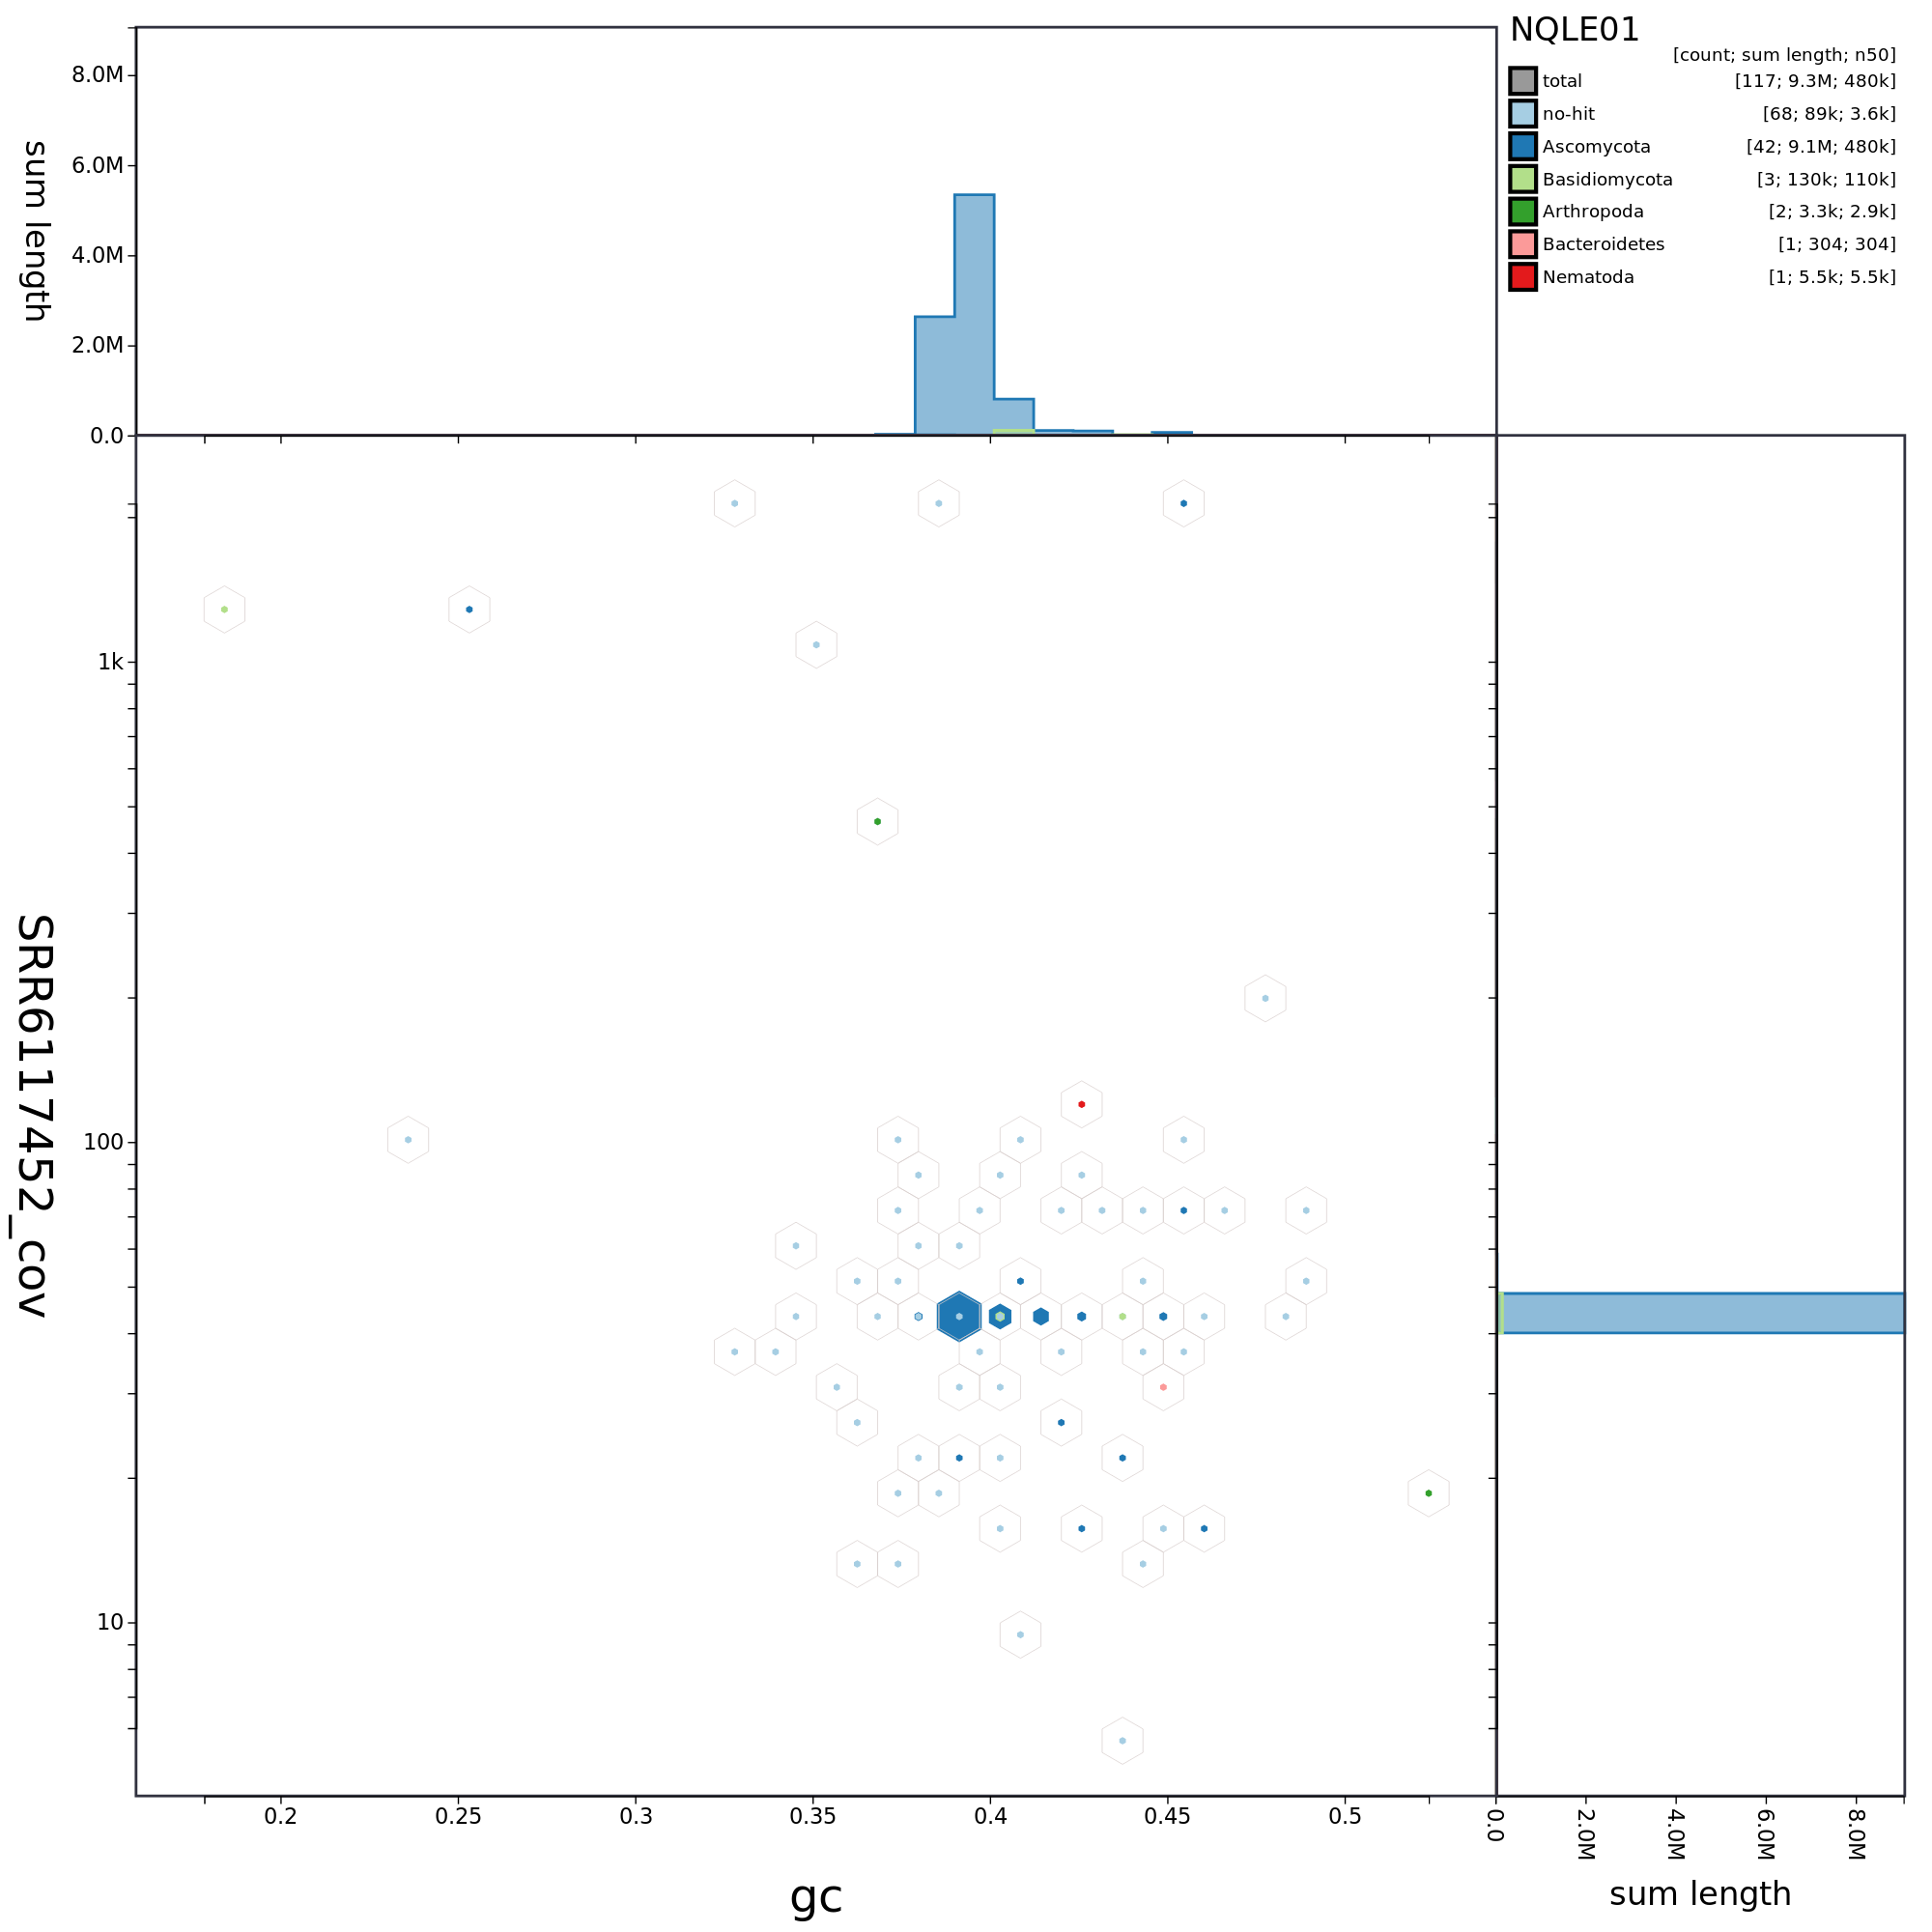 NQLE01
[count; sum length; n50]
total [117; 9.3M; 480k]
no-hit [68; 89k; 3.6k]
Ascomycota [42; 9.1M; 480k]
Basidiomycota [3; 130k; 110k]
Arthropoda [2; 3.3k; 2.9k]
Bacteroidetes [1; 304; 304]
Nematoda [1; 5.5k; 5.5k]
sum length
8.0M
6.0M
4.0M
2.0M
0.0
SRR6117452_cov
1k
100
10
0.2 0.25 0.3 0.35 0.4 0.45 0.5
gc
0.0 2.0M 4.0M 6.0M 8.0M
sum length